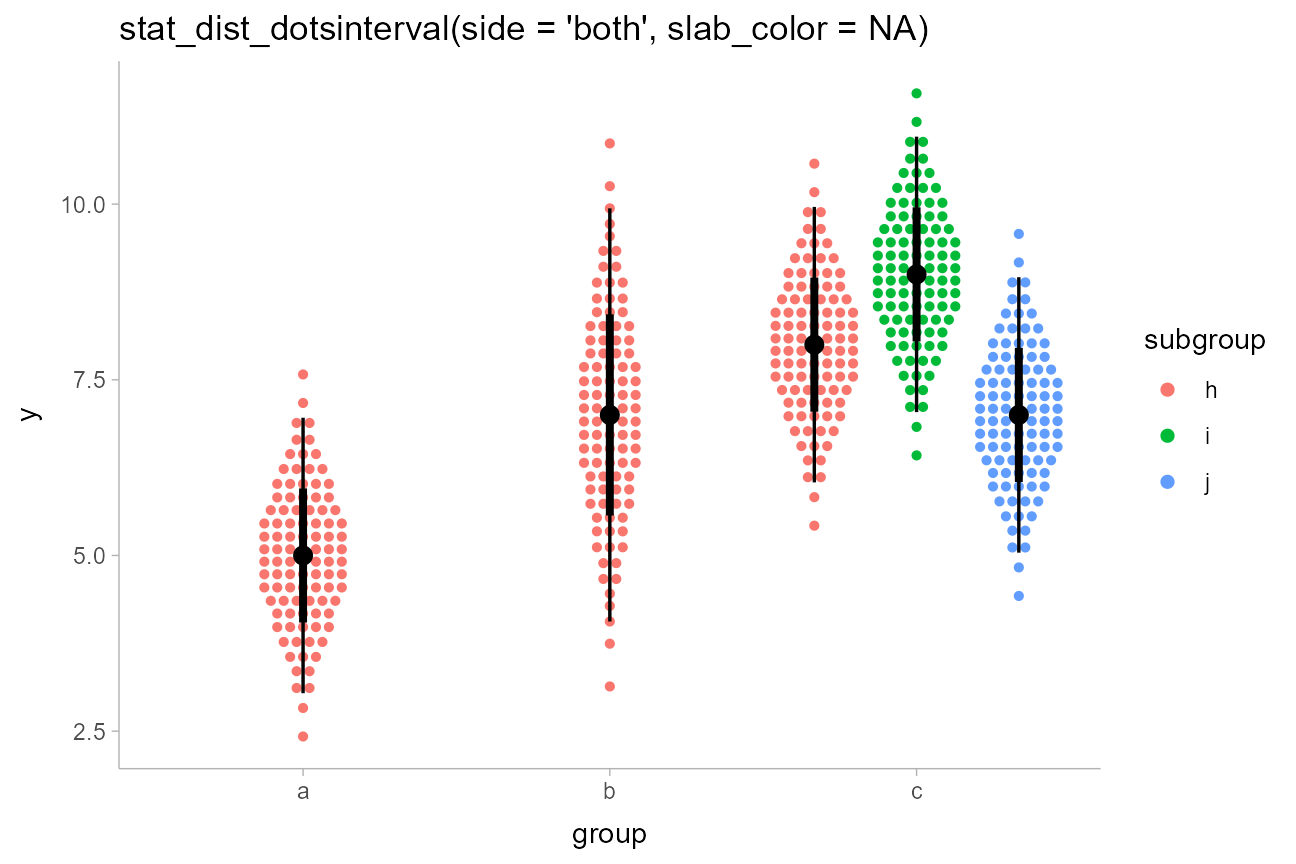 stat_dist_dotsinterval(side = 'both', slab_color = NA)
10.0
7.5
5.0
2.5
y
a
b
c
group
subgroup
h
i
j